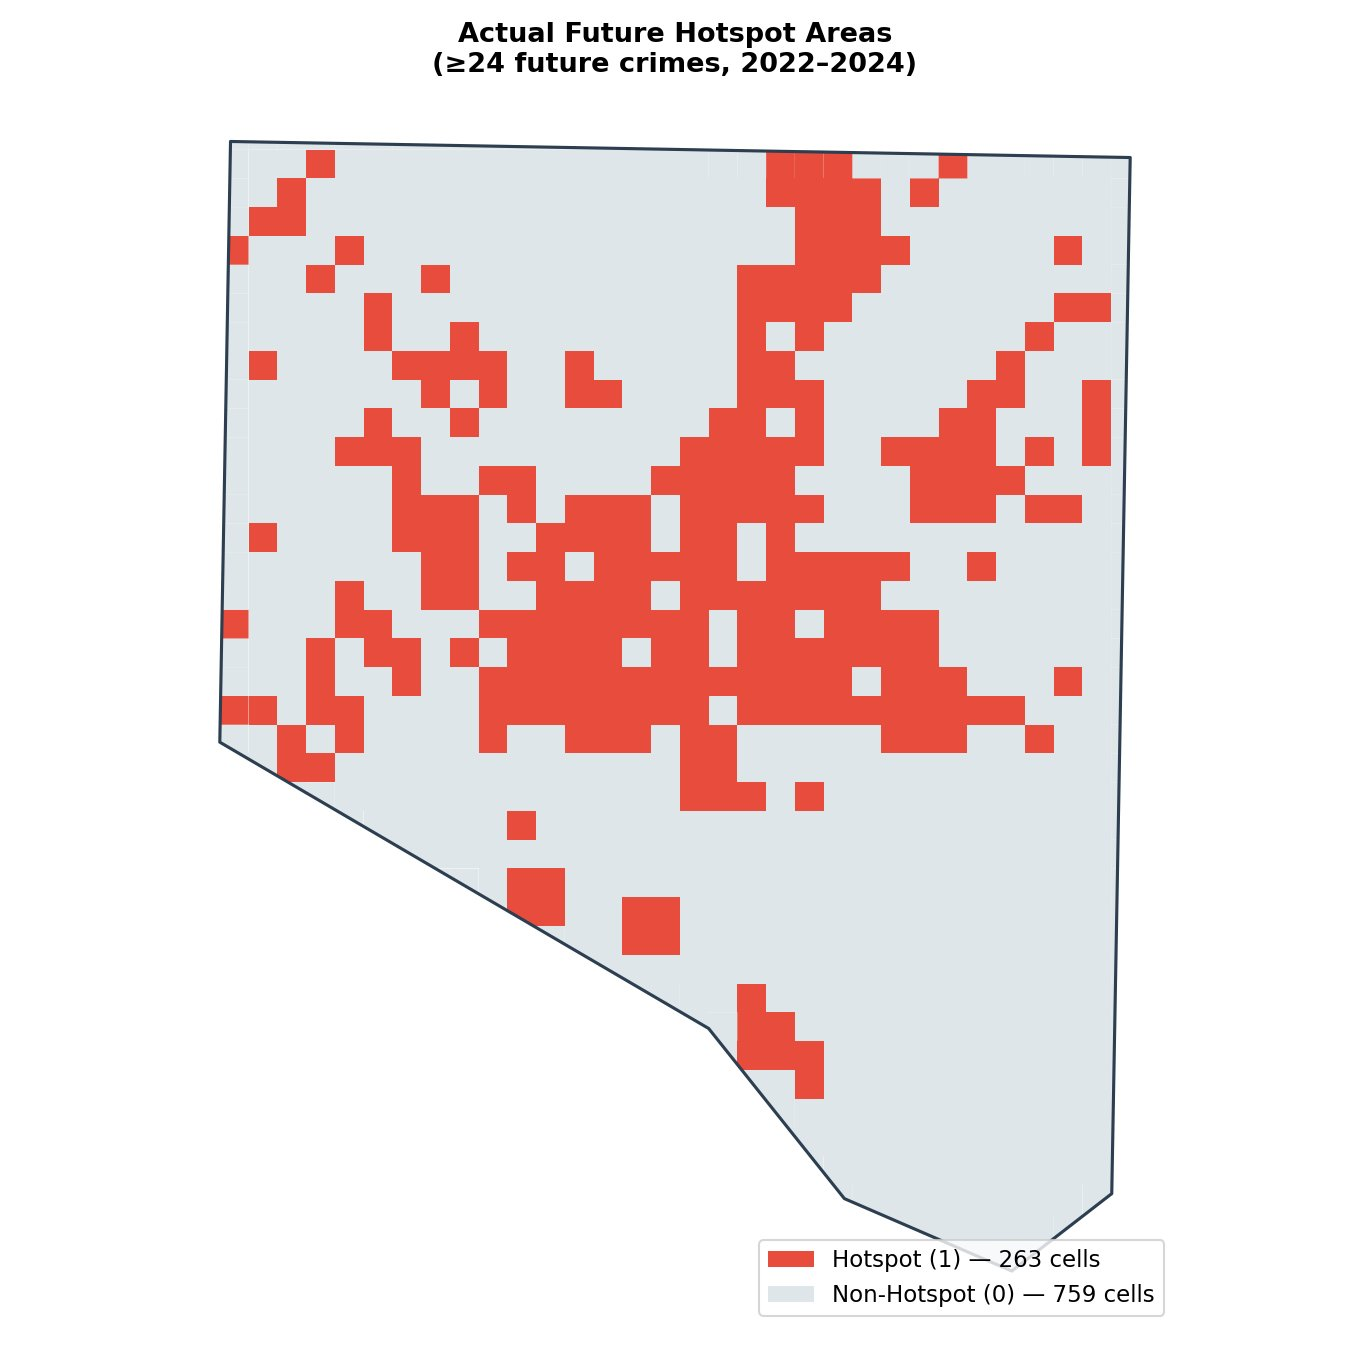 Actual Future Hotspot Areas
(≥24 future crimes, 2022–2024)
Hotspot (1) — 263 cells
Non-Hotspot (0) — 759 cells